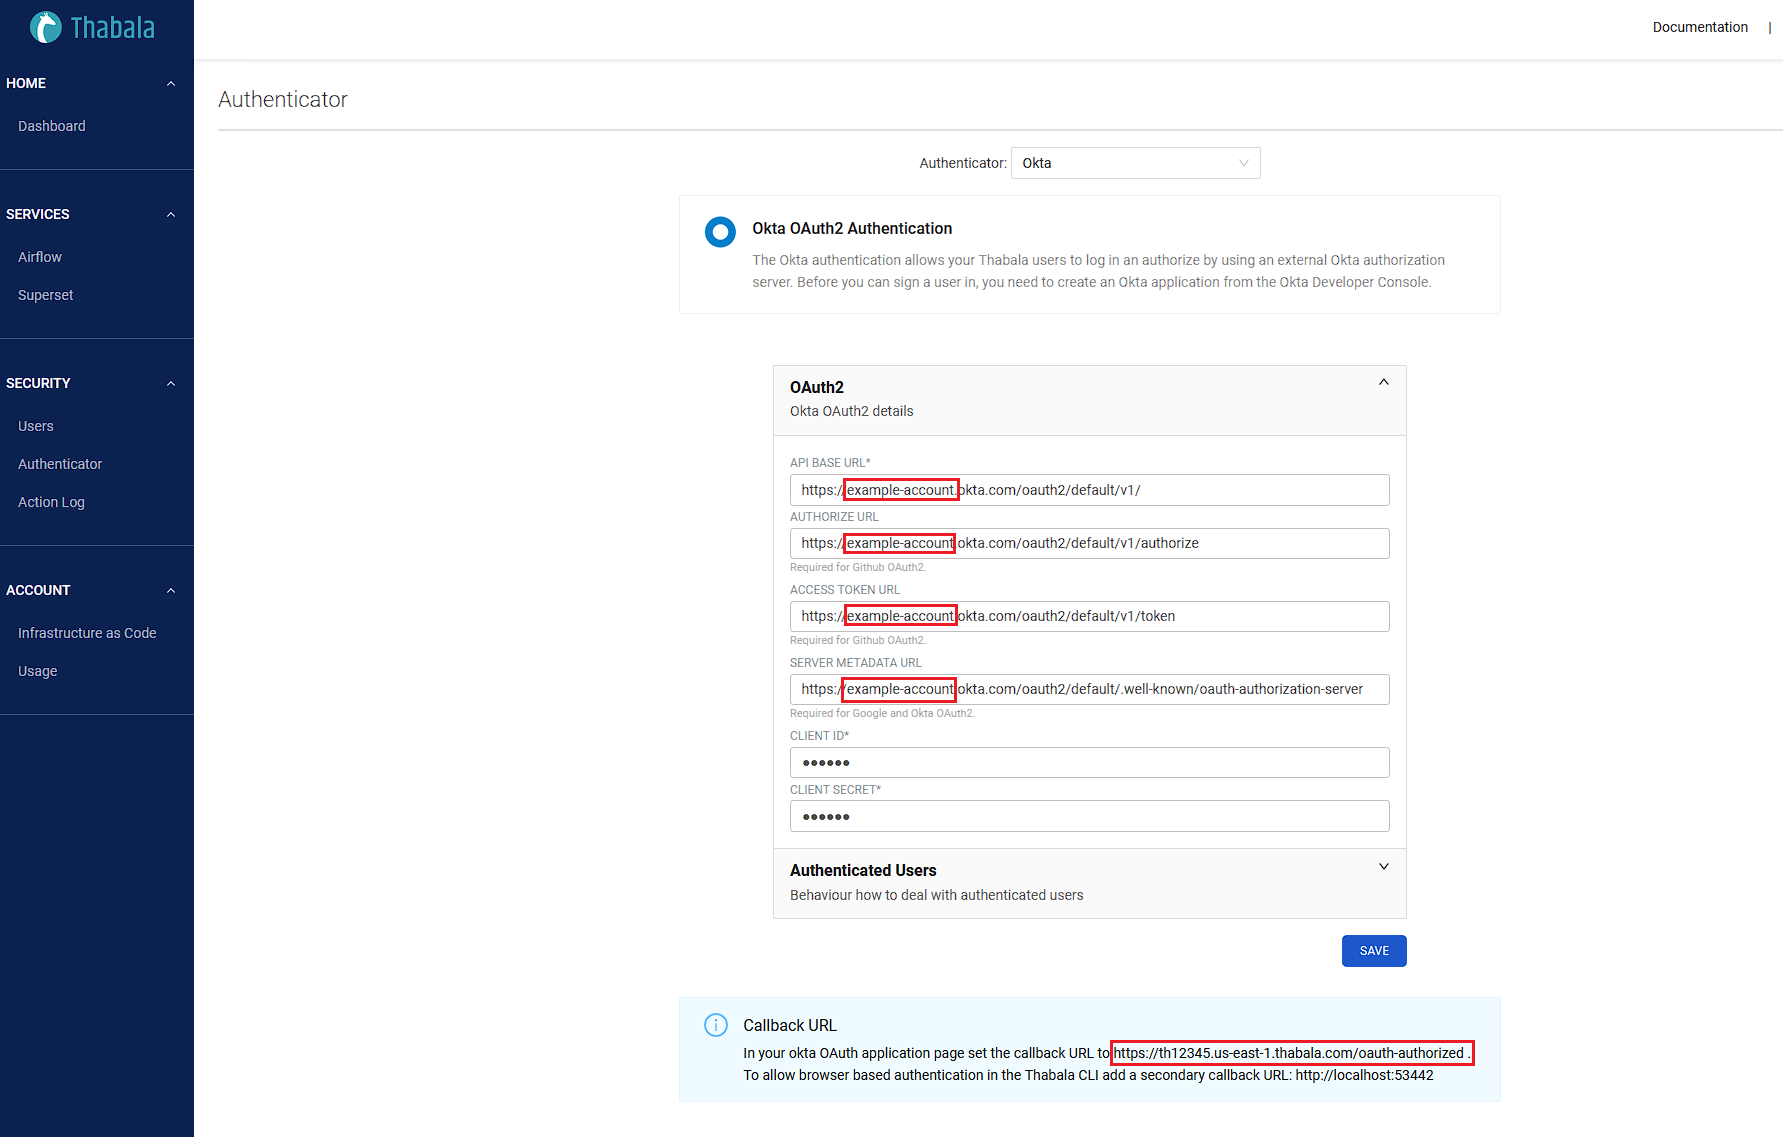 Thabala
Documentation
HOME
Dashboard
SERVICES
Airflow
Superset
SECURITY
Users
Authenticator
Action Log
ACCOUNT
Infrastructure as Code
Usage
Authenticator
Authenticator: Okta
Okta OAuth2 Authentication
The Okta authentication allows your Thabala users to log in an authorize by using an external Okta authorization
server. Before you can sign a user in, you need to create an Okta application from the Okta Developer Console.
OAuth2
Okta OAuth2 details
API BASE URL*
https://example-account.okta.com/oauth2/default/v1/
AUTHORIZE URL
https://example-account.okta.com/oauth2/default/v1/authorize
Required for Github OAuth2.
ACCESS TOKEN URL
https://example-account.okta.com/oauth2/default/v1/token
Required for Github OAuth2.
SERVER METADATA URL
https://example-account.okta.com/oauth2/default/.well-known/oauth-authorization-server
Required for Google and Okta OAuth2.
CLIENT ID*
••••••
CLIENT SECRET*
••••••
Authenticated Users
Behaviour how to deal with authenticated users
SAVE
Callback URL
In your okta OAuth application page set the callback URL to https://th12345.us-east-1.thabala.com/oauth-authorized .
To allow browser based authentication in the Thabala CLI add a secondary callback URL: http://localhost:53442